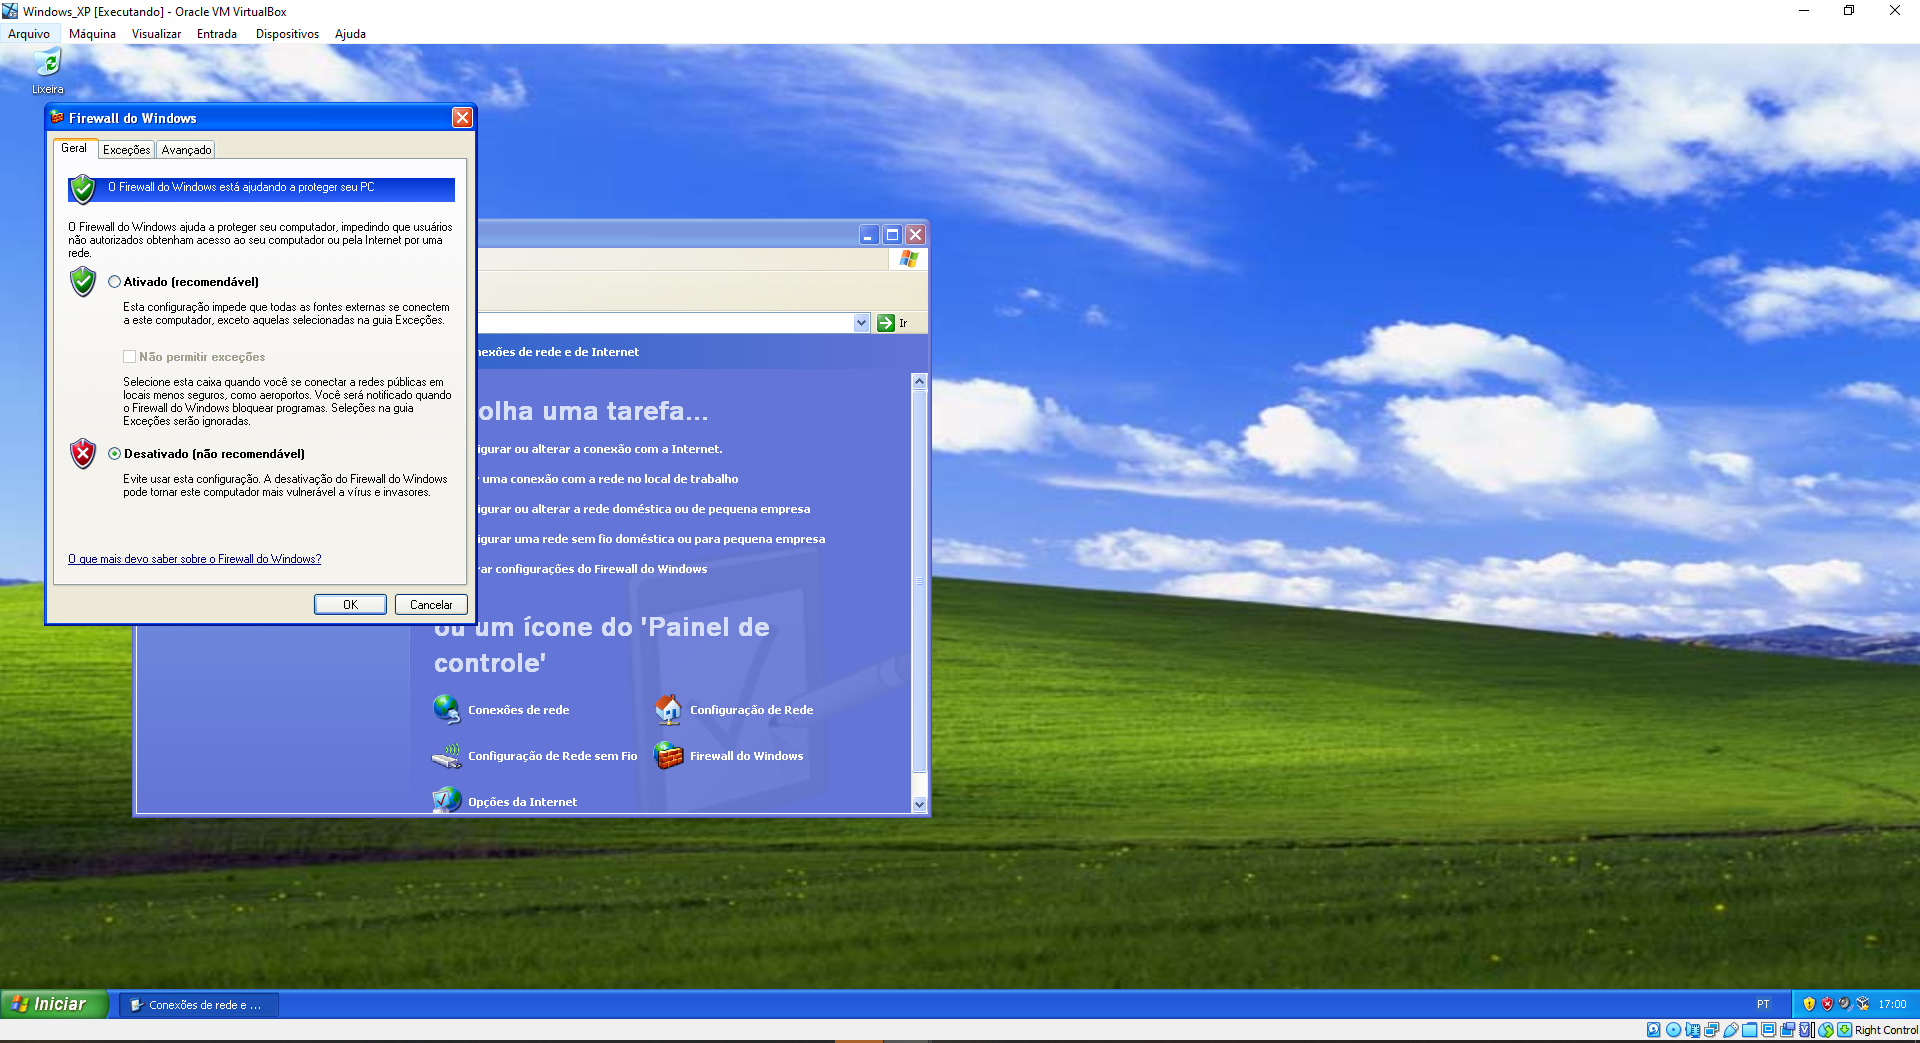 Windows_XP [Executando] - Oracle VM VirtualBox
Arquivo Máquina Visualizar Entrada Dispositivos Ajuda
Lixeira
Firewall do Windows
Geral Exceções Avançado
O Firewall do Windows está ajudando a proteger seu PC
O Firewall do Windows ajuda a proteger seu computador, impedindo que usuários
não autorizados obtenham acesso ao seu computador ou pela Internet por uma
rede.
Ativado (recomendável)
Esta configuração impede que todas as fontes externas se conectem
a este computador, exceto aquelas selecionadas na guia Exceções.
Não permitir exceções
Selecione esta caixa quando você se conectar a redes públicas em
locais menos seguros, como aeroportos. Você será notificado quando
o Firewall do Windows bloquear programas. Seleções na guia
Exceções serão ignoradas.
Desativado (não recomendável)
Evite usar esta configuração. A desativação do Firewall do Windows
pode tornar este computador mais vulnerável a vírus e invasores.
O que mais devo saber sobre o Firewall do Windows?
OK Cancelar
Ir
nexões de rede e de Internet
olha uma tarefa...
igurar ou alterar a conexão com a Internet.
uma conexão com a rede no local de trabalho
igurar ou alterar a rede doméstica ou de pequena empresa
igurar uma rede sem fio doméstica ou para pequena empresa
rar configurações do Firewall do Windows
ou um ícone do 'Painel de
controle'
Conexões de rede Configuração de Rede
Configuração de Rede sem Fio Firewall do Windows
Opções da Internet
Iniciar Conexões de rede e ... PT 17:00
Right Control